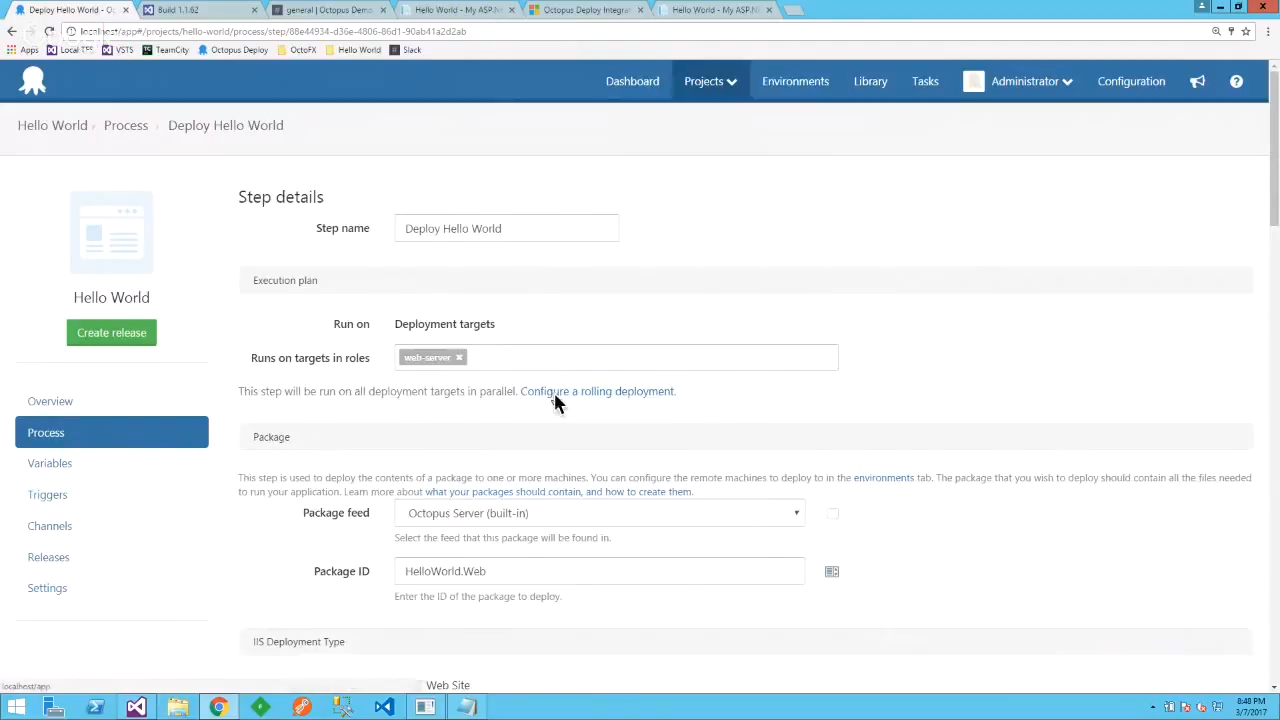 Deploy Hello World - O
Build 1.1.62
general | Octopus Demo
Hello World - My ASP.N
Octopus Deploy Integrat
Hello World - My ASP.N
localhost/app#/projects/hello-world/process/step/88e44934-d36e-4806-86d1-90ab41a2d2ab
Apps Local TFS VSTS TeamCity Octopus Deploy OctoFX Hello World Slack
Dashboard Projects Environments Library Tasks Administrator Configuration
Hello World Process Deploy Hello World
Step details
Step name Deploy Hello World
Execution plan
Hello World
Create release
Run on Deployment targets
Runs on targets in roles web-server
This step will be run on all deployment targets in parallel. Configure a rolling deployment.
Overview
Process
Variables
Triggers
Channels
Releases
Settings
Package
This step is used to deploy the contents of a package to one or more machines. You can configure the remote machines to deploy to in the environments tab. The package that you wish to deploy should contain all the files needed
to run your application. Learn more about what your packages should contain, and how to create them.
Package feed Octopus Server (built-in)
Select the feed that this package will be found in.
Package ID HelloWorld.Web
Enter the ID of the package to deploy.
IIS Deployment Type
Web Site
localhost/app
8:48 PM
3/7/2017